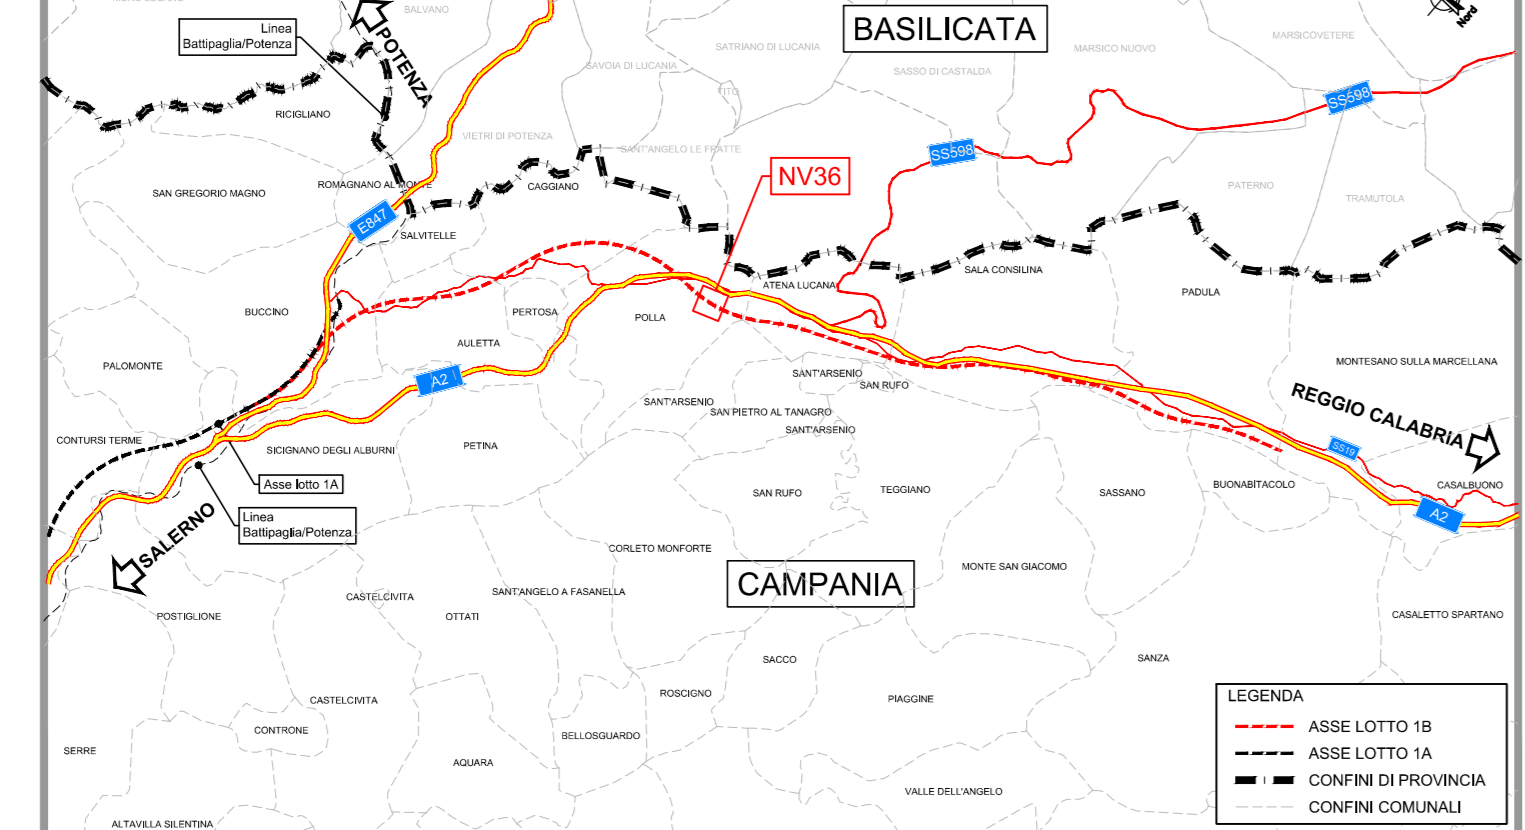 BALVANO
Linea
Battipaglia/Potenza
POTENZA
BASILICATA
Nord
SATRIANO DI LUCANIA
MARSICO NUOVO
MARSICOVETERE
SAVOIA DI LUCANIA
SASSO DI CASTALDA
TITO
SS598
RICIGLIANO
VIETRI DI POTENZA
SANT'ANGELO LE FRATTE
SS598
NV36
SAN GREGORIO MAGNO
ROMAGNANO AL MONTE
CAGGIANO
PATERNO
TRAMUTOLA
E847
SALVITELLE
SALA CONSILINA
ATENA LUCANA
PADULA
BUCCINO
PERTOSA
POLLA
AULETTA
PALOMONTE
MONTESANO SULLA MARCELLANA
A2
SANT'ARSENIO
SAN RUFO
SANT'ARSENIO
SAN PIETRO AL TANAGRO
SANT'ARSENIO
REGGIO CALABRIA
CONTURSI TERME
SICIGNANO DEGLI ALBURNI
PETINA
SS19
Asse lotto 1A
SAN RUFO
TEGGIANO
SASSANO
BUONABITACOLO
CASALBUONO
A2
Linea
Battipaglia/Potenza
SALERNO
CORLETO MONFORTE
CAMPANIA
MONTE SAN GIACOMO
POSTIGLIONE
CASTELCIVITA
OTTATI
SANT'ANGELO A FASANELLA
CASALETTO SPARTANO
SACCO
SANZA
CASTELCIVITA
ROSCIGNO
PIAGGINE
CONTRONE
BELLOSGUARDO
SERRE
AQUARA
VALLE DELL'ANGELO
ALTAVILLA SILENTINA
LEGENDA
ASSE LOTTO 1B
ASSE LOTTO 1A
CONFINI DI PROVINCIA
CONFINI COMUNALI